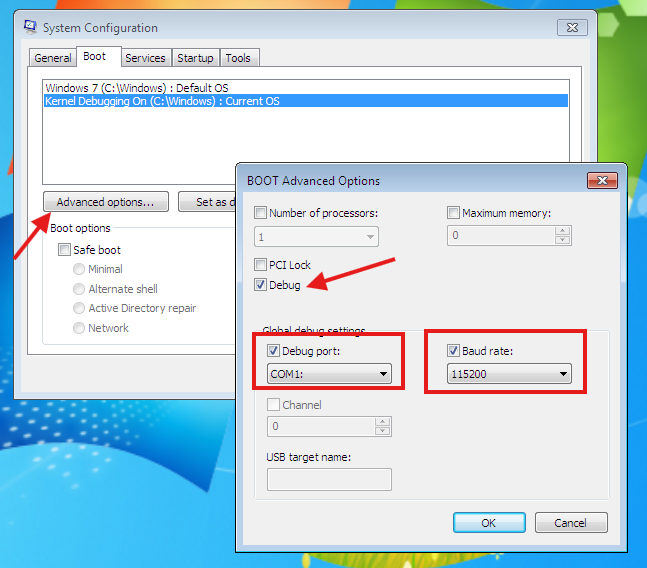 System Configuration
General Boot Services Startup Tools
Windows 7 (C:\Windows) : Default OS
Kernel Debugging On (C:\Windows) : Current OS
Advanced options... Set as d
Boot options
Safe boot
Minimal
Alternate shell
Active Directory repair
Network
BOOT Advanced Options
Number of processors: Maximum memory:
1 0
PCI Lock
Debug
Global debug settings
Debug port: Baud rate:
COM1: 115200
Channel
0
USB target name:
OK Cancel